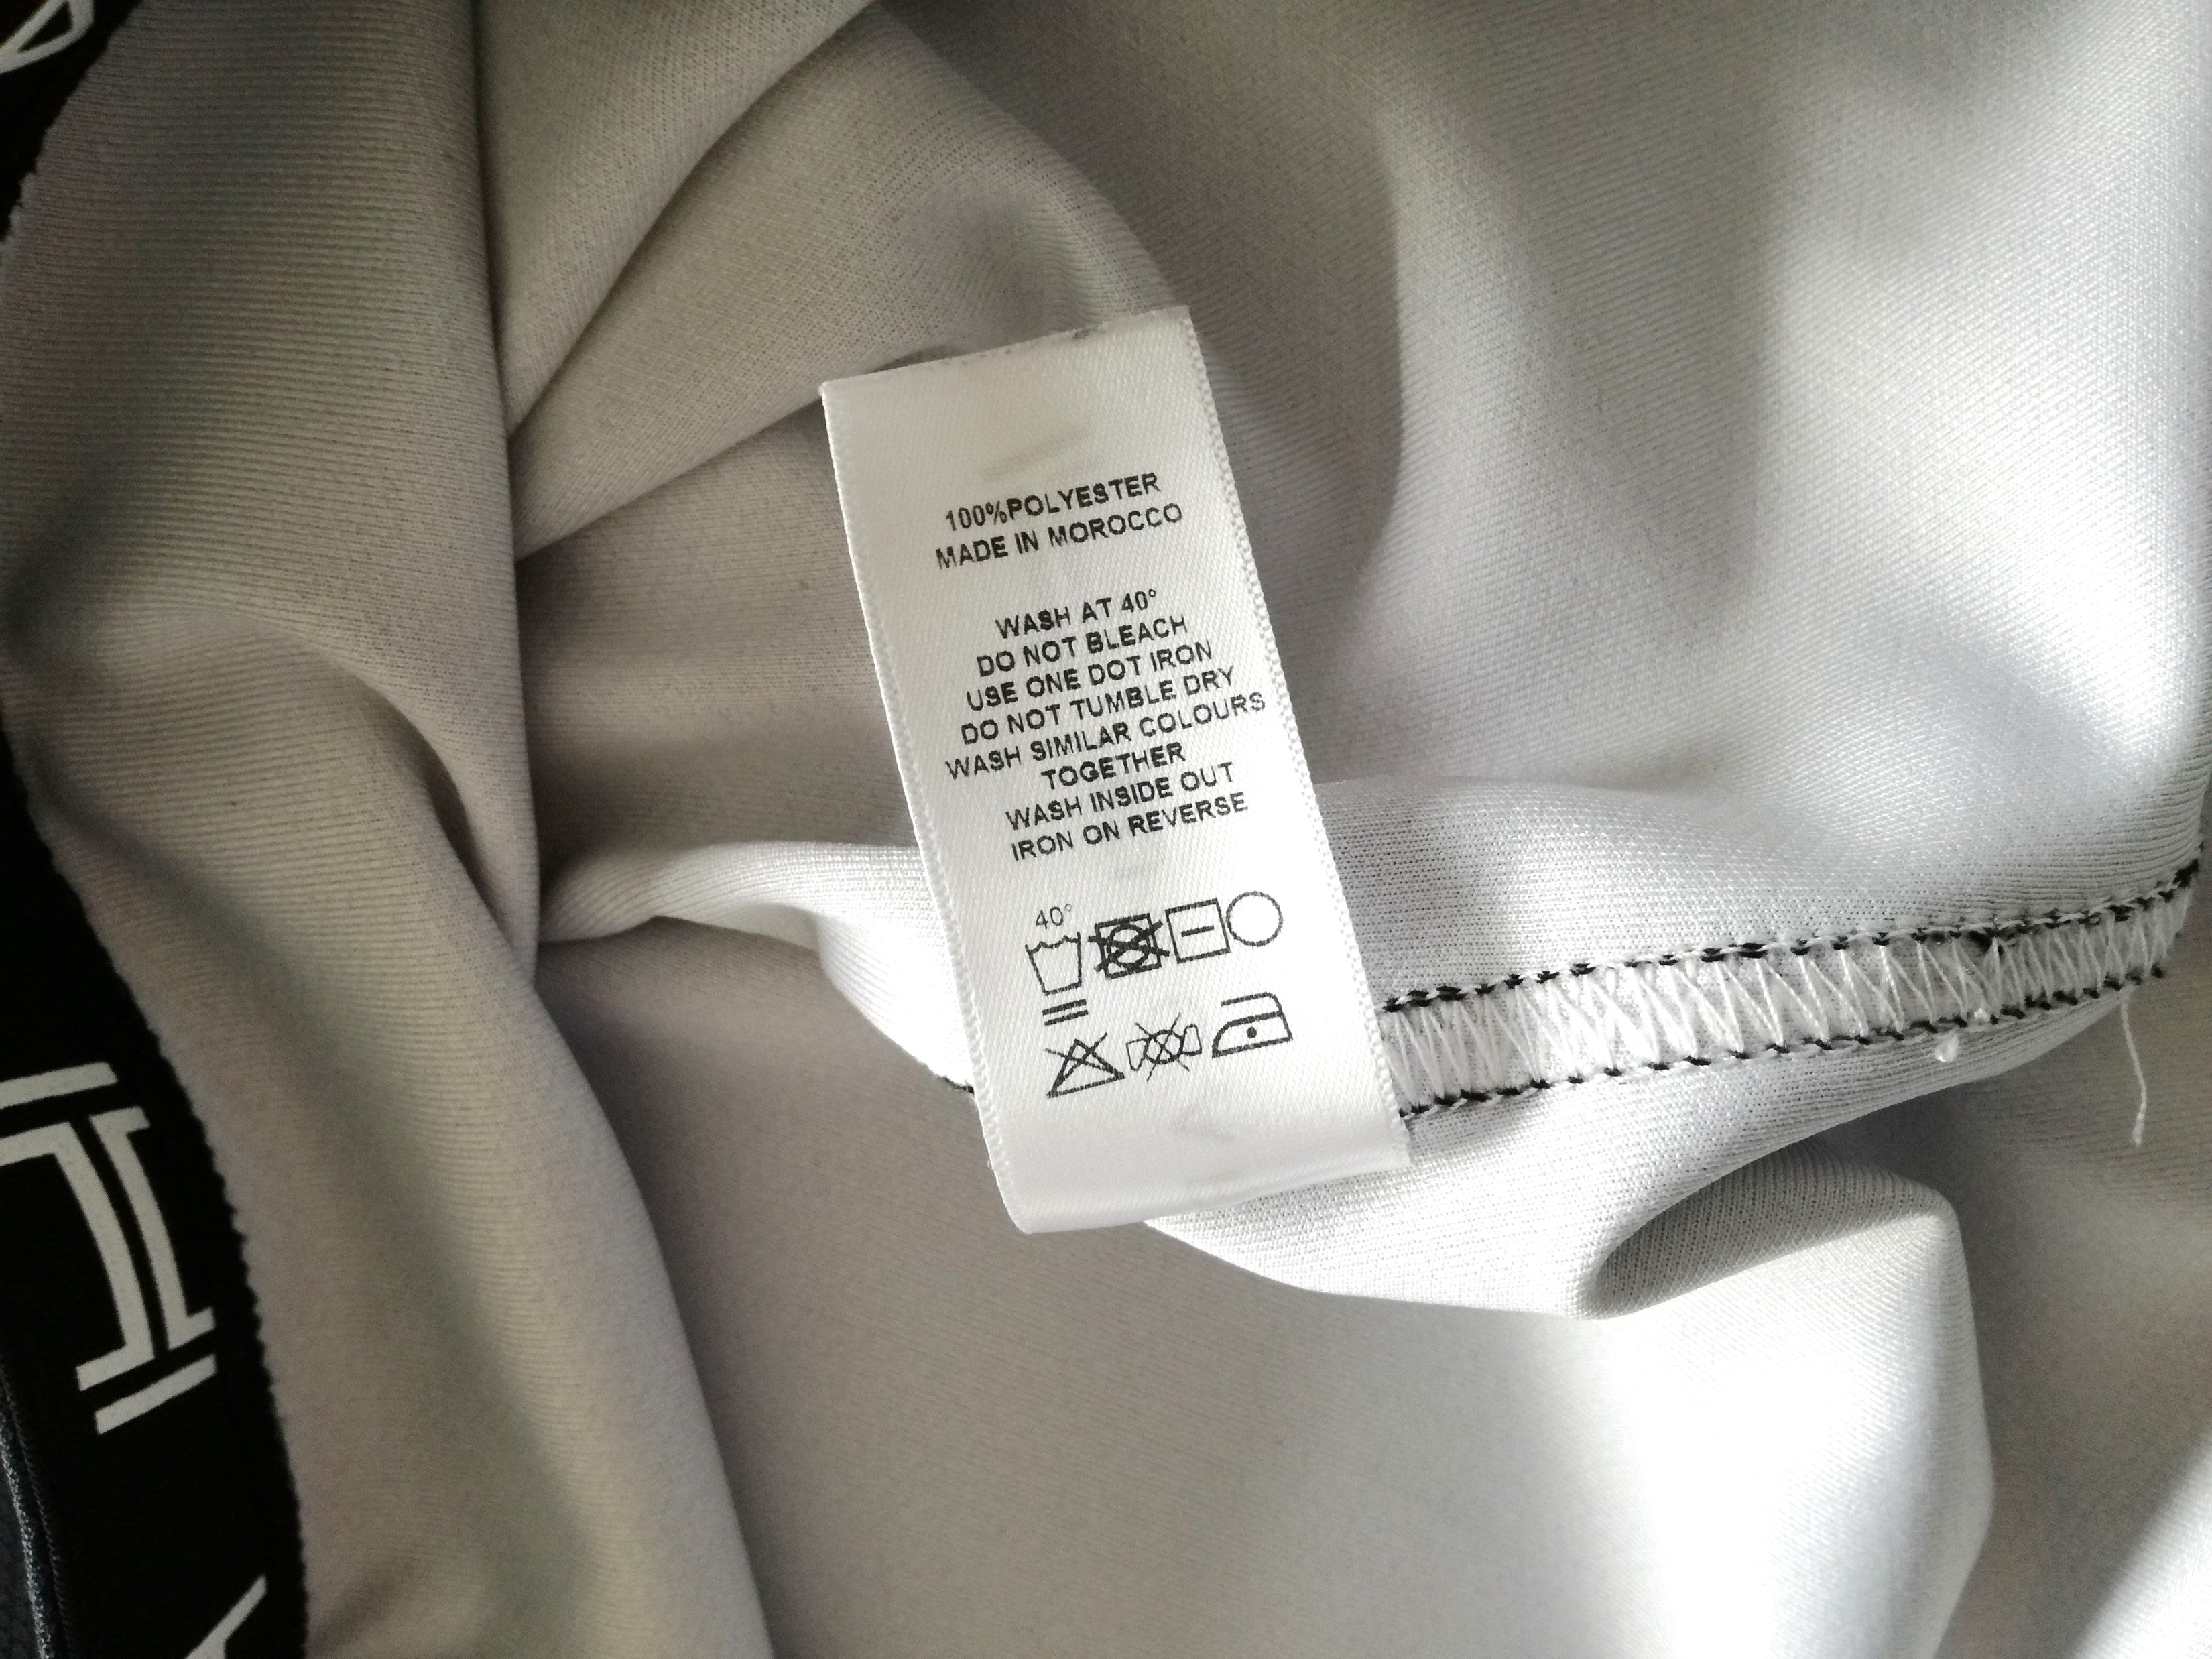 100%POLYESTER
MADE IN MOROCCO
WASH AT 40°
DO NOT BLEACH
USE ONE DOT IRON
DO NOT TUMBLE DRY
WASH SIMILAR COLOURS
TOGETHER
WASH INSIDE OUT
IRON ON REVERSE
40°